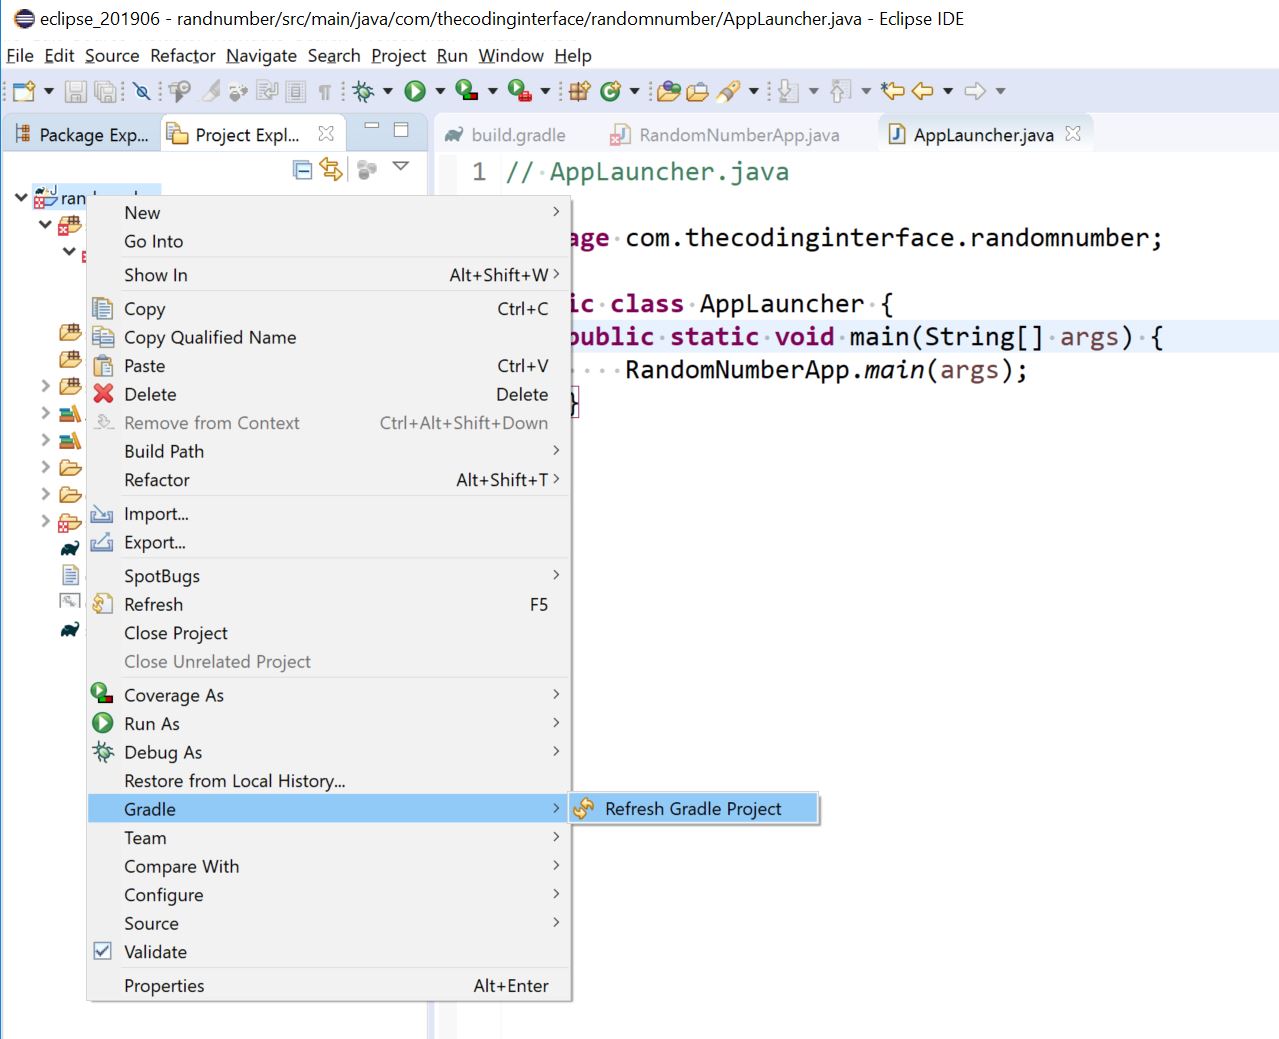 eclipse_201906 - randnumber/src/main/java/com/thecodinginterface/randomnumber/AppLauncher.java - Eclipse IDE
File Edit Source Refactor Navigate Search Project Run Window Help
Package Exp... Project Expl... build.gradle RandomNumberApp.java AppLauncher.java
1 // AppLauncher.java
age com.thecodinginterface.randomnumber;
ic class AppLauncher {
public static void main(String[] args) {
RandomNumberApp.main(args);
}
New
Go Into
Show In Alt+Shift+W
Copy Ctrl+C
Copy Qualified Name
Paste Ctrl+V
Delete Delete
Remove from Context Ctrl+Alt+Shift+Down
Build Path
Refactor Alt+Shift+T
Import...
Export...
SpotBugs
Refresh F5
Close Project
Close Unrelated Project
Coverage As
Run As
Debug As
Restore from Local History...
Gradle Refresh Gradle Project
Team
Compare With
Configure
Source
Validate
Properties Alt+Enter